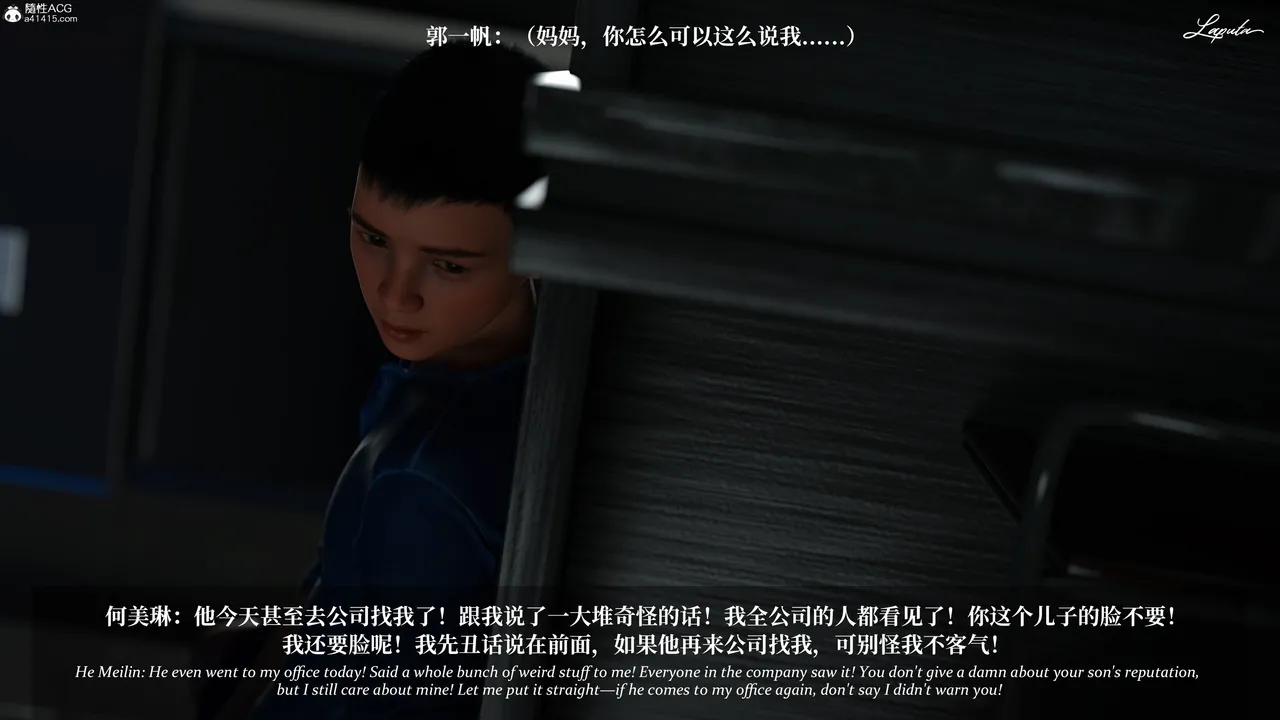 隨性ACG
a41415.com
Laputa
郭一帆：（妈妈，你怎么可以这么说我……）
何美琳：他今天甚至去公司找我了！跟我说了一大堆奇怪的话！我全公司的人都看见了！你这个儿子的脸不要！
我还要脸呢！我先丑话说在前面，如果他再来公司找我，可别怪我不客气！
He Meilin: He even went to my office today! Said a whole bunch of weird stuff to me! Everyone in the company saw it! You don't give a damn about your son's reputation,
but I still care about mine! Let me put it straight—if he comes to my office again, don't say I didn't warn you!